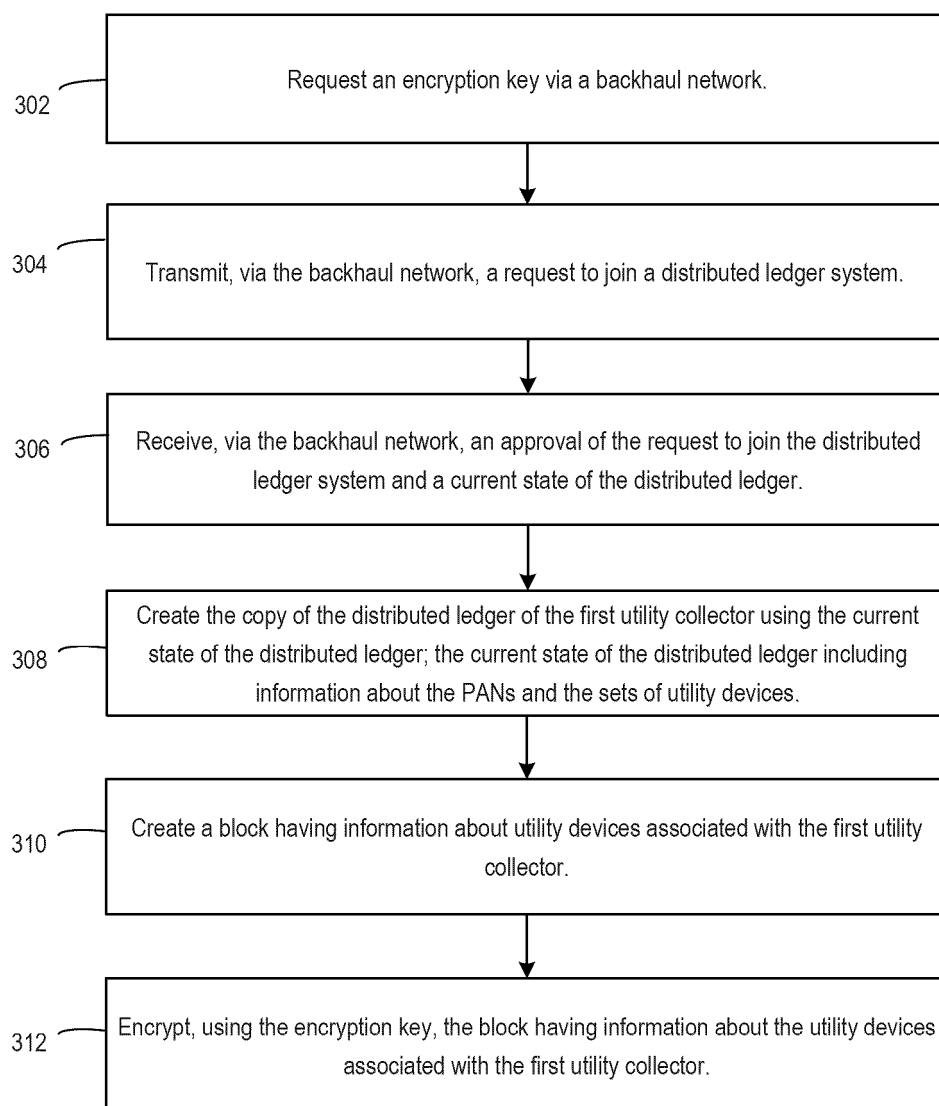 302
Request an encryption key via a backhaul network.
304
Transmit, via the backhaul network, a request to join a distributed ledger system.
306
Receive, via the backhaul network, an approval of the request to join the distributed
ledger system and a current state of the distributed ledger.
308
Create the copy of the distributed ledger of the first utility collector using the current
state of the distributed ledger; the current state of the distributed ledger including
information about the PANs and the sets of utility devices.
310
Create a block having information about utility devices associated with the first utility
collector.
312
Encrypt, using the encryption key, the block having information about the utility devices
associated with the first utility collector.